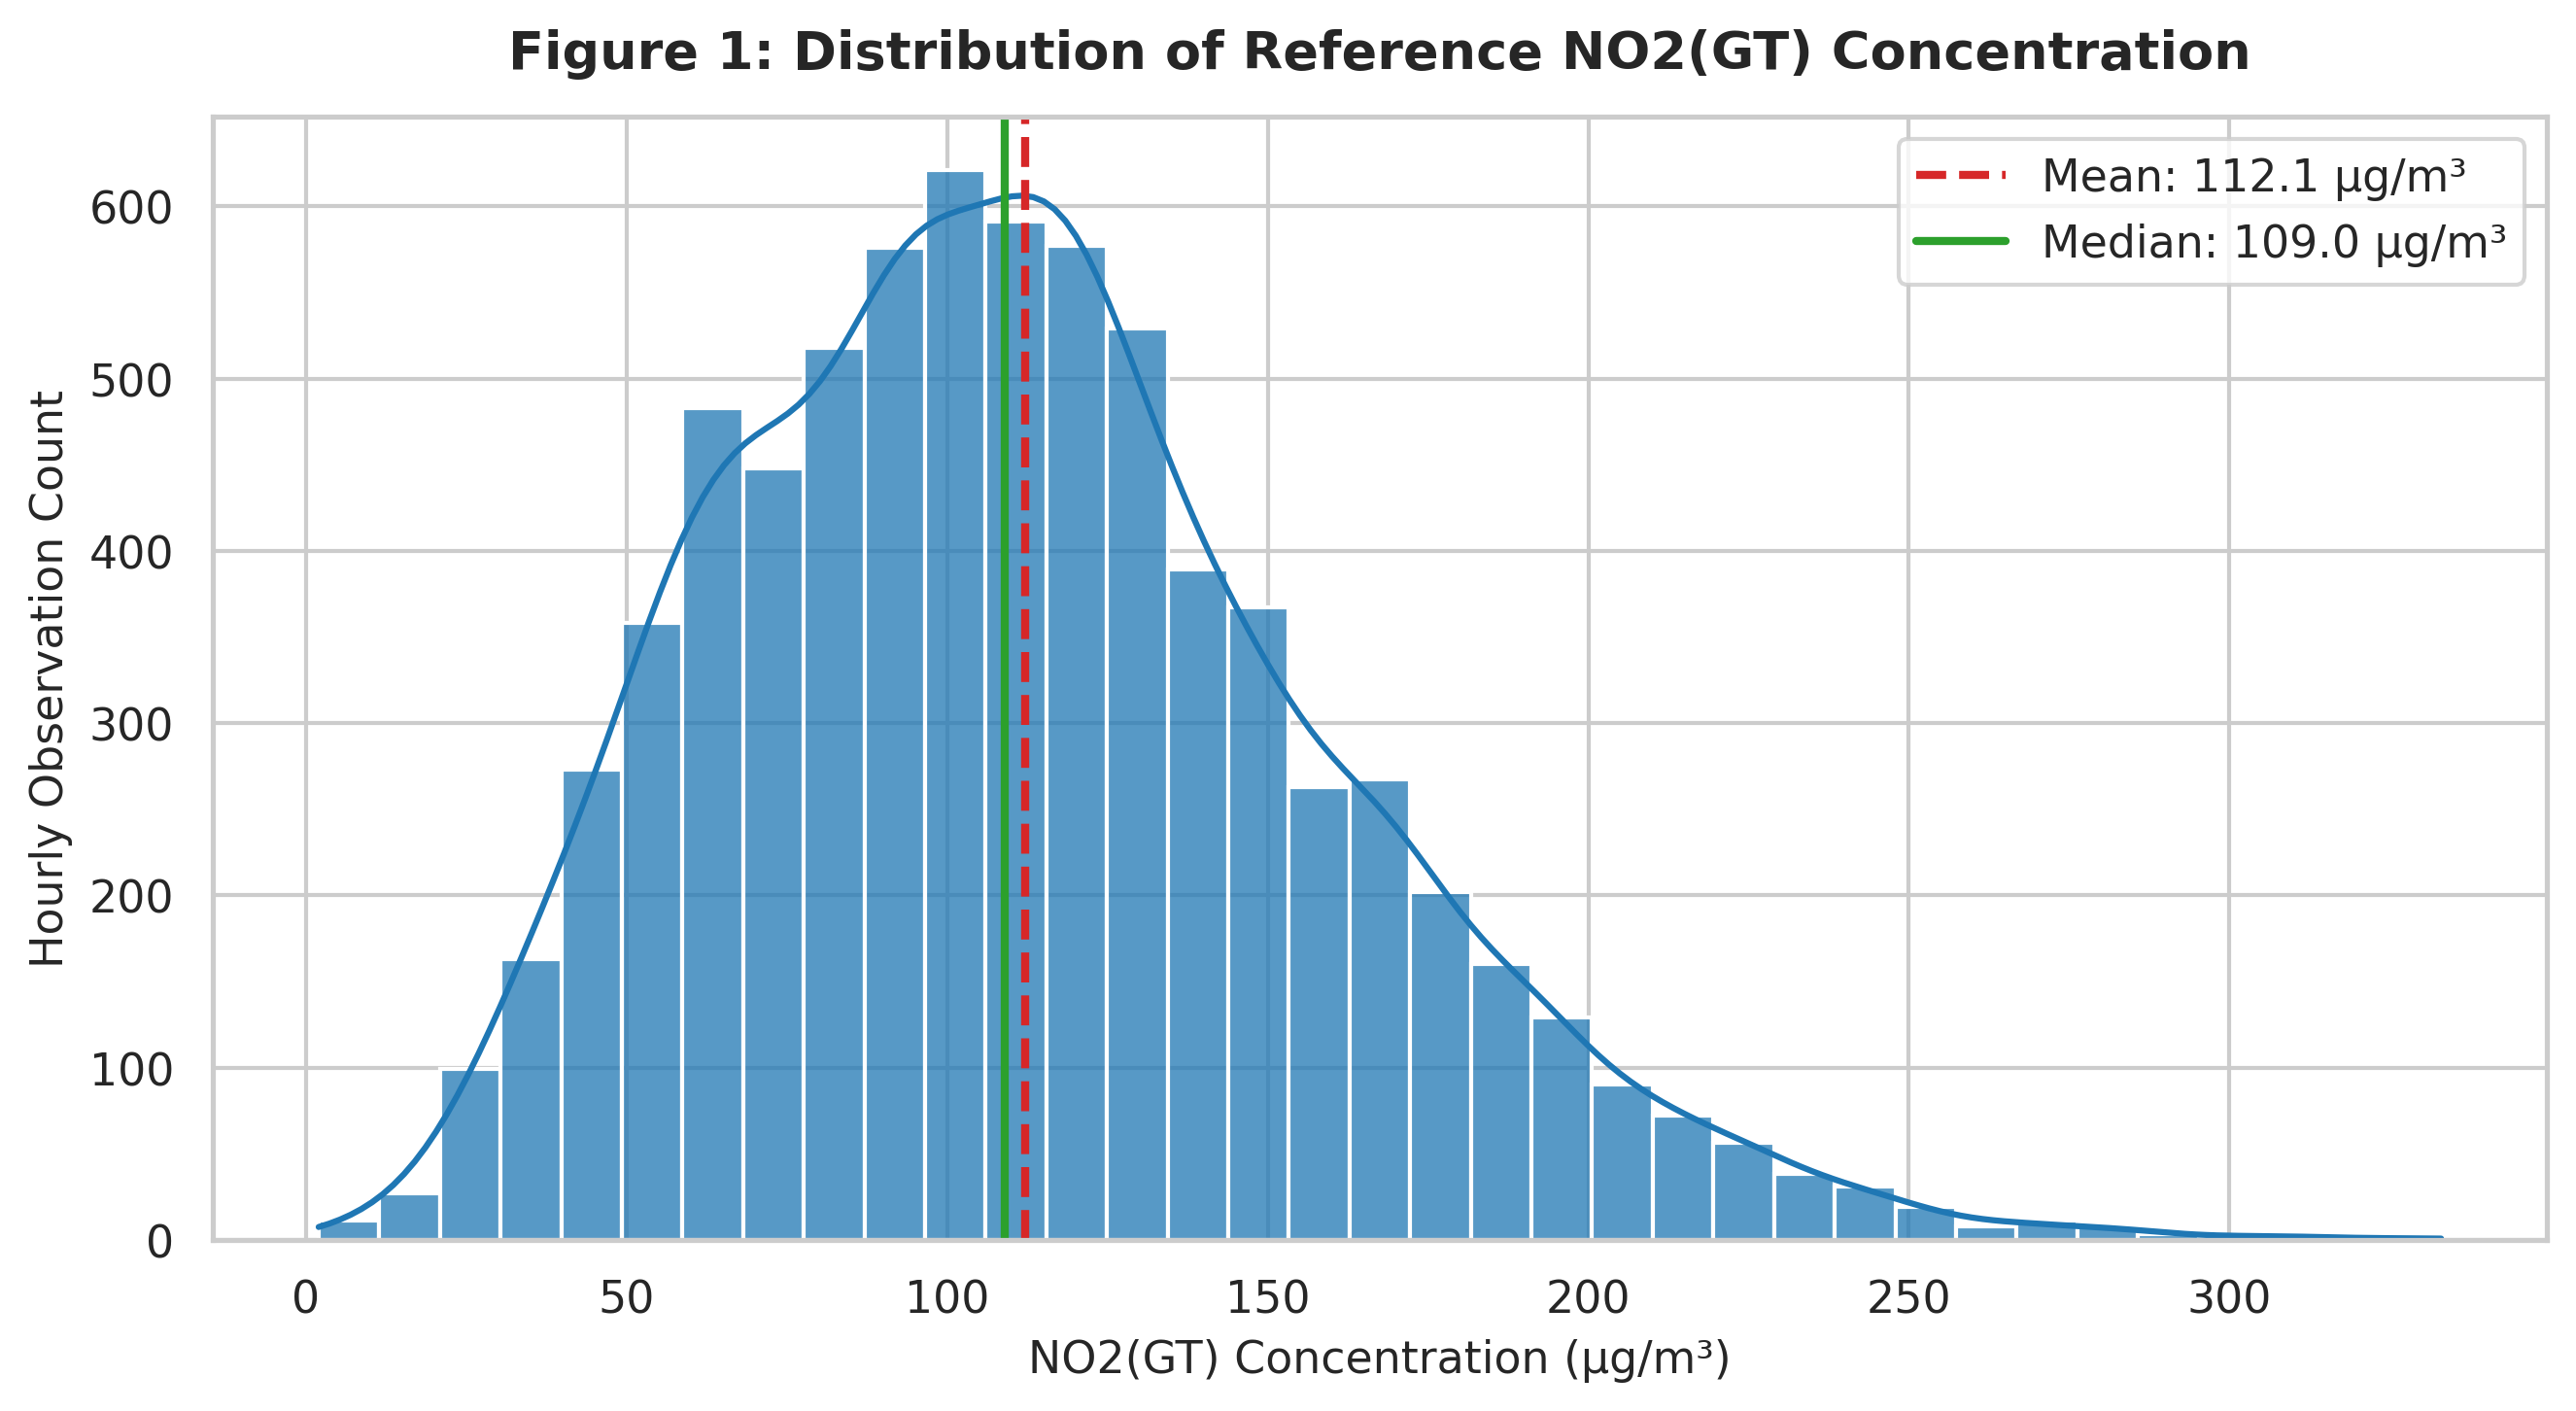 Figure 1: Distribution of Reference NO2(GT) Concentration
Mean: 112.1 µg/m³
Median: 109.0 µg/m³
Hourly Observation Count
600
500
400
300
200
100
0
0 50 100 150 200 250 300
NO2(GT) Concentration (µg/m³)